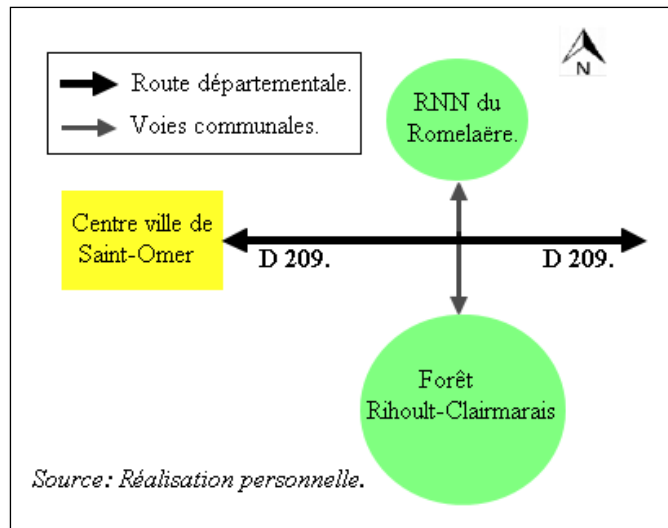 Route départementale.
Voies communales.
N
RNN du
Romelaëre.
Centre ville de
Saint-Omer
D 209.
D 209.
Forêt
Rihoult-Clairmarais
Source: Réalisation personnelle.